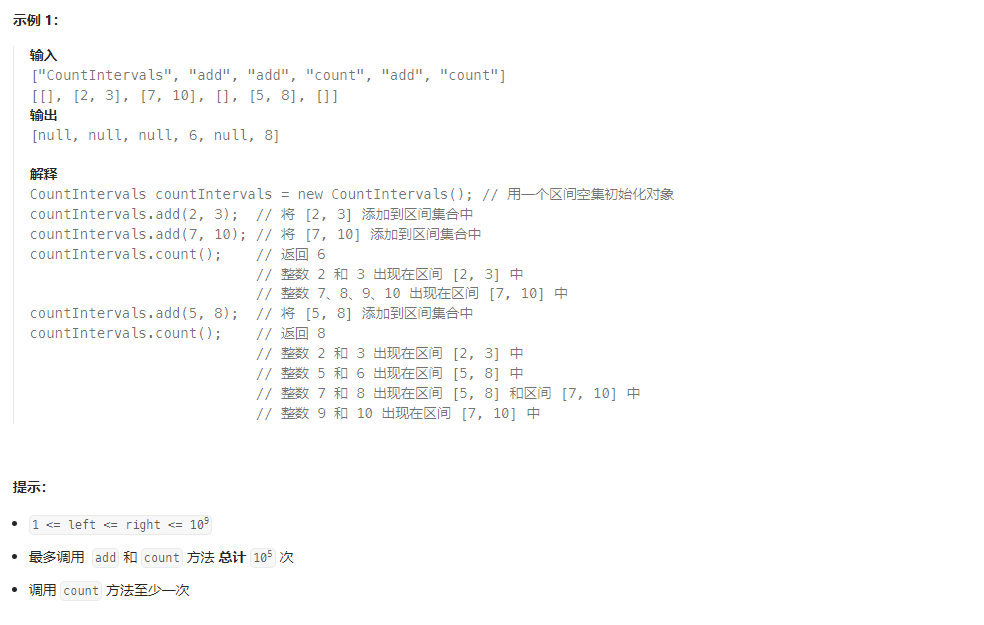 示例 1：
输入
["CountIntervals", "add", "add", "count", "add", "count"]
[[], [2, 3], [7, 10], [], [5, 8], []]
输出
[null, null, null, 6, null, 8]
解释
CountIntervals countIntervals = new CountIntervals(); // 用一个区间空集初始化对象
countIntervals.add(2, 3);  // 将 [2, 3] 添加到区间集合中
countIntervals.add(7, 10); // 将 [7, 10] 添加到区间集合中
countIntervals.count();    // 返回 6
                           // 整数 2 和 3 出现在区间 [2, 3] 中
                           // 整数 7、8、9、10 出现在区间 [7, 10] 中
countIntervals.add(5, 8);  // 将 [5, 8] 添加到区间集合中
countIntervals.count();    // 返回 8
                           // 整数 2 和 3 出现在区间 [2, 3] 中
                           // 整数 5 和 6 出现在区间 [5, 8] 中
                           // 整数 7 和 8 出现在区间 [5, 8] 和区间 [7, 10] 中
                           // 整数 9 和 10 出现在区间 [7, 10] 中
提示：
• 1 <= left <= right <= 10⁹
• 最多调用 add 和 count 方法 总计 10⁵ 次
• 调用 count 方法至少一次